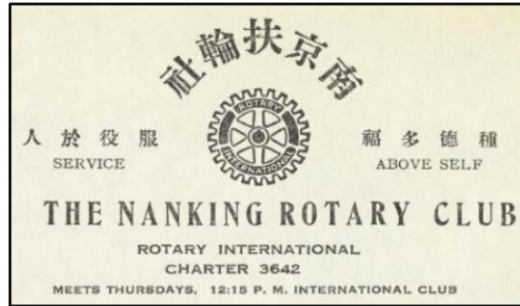 南京扶輪社
ROTARY
INTERNATIONAL
種德多福
服役於人
SERVICE
ABOVE SELF
THE NANKING ROTARY CLUB
ROTARY INTERNATIONAL
CHARTER 3642
MEETS THURSDAYS, 12:15 P. M. INTERNATIONAL CLUB